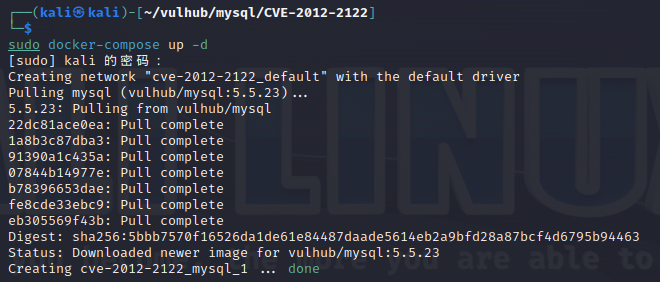 ┌──(kali㉿kali)-[~/vulhub/mysql/CVE-2012-2122]
└─$
sudo docker-compose up -d
[sudo] kali 的密码：
Creating network "cve-2012-2122_default" with the default driver
Pulling mysql (vulhub/mysql:5.5.23)...
5.5.23: Pulling from vulhub/mysql
22dc81ace0ea: Pull complete
1a8b3c87dba3: Pull complete
91390a1c435a: Pull complete
07844b14977e: Pull complete
b78396653dae: Pull complete
fe8cde33ebc9: Pull complete
eb305569f43b: Pull complete
Digest: sha256:5bbb7570f16526da1de61e84487daade5614eb2a9bfd28a87bcf4d6795b94463
Status: Downloaded newer image for vulhub/mysql:5.5.23
Creating cve-2012-2122_mysql_1 ... done